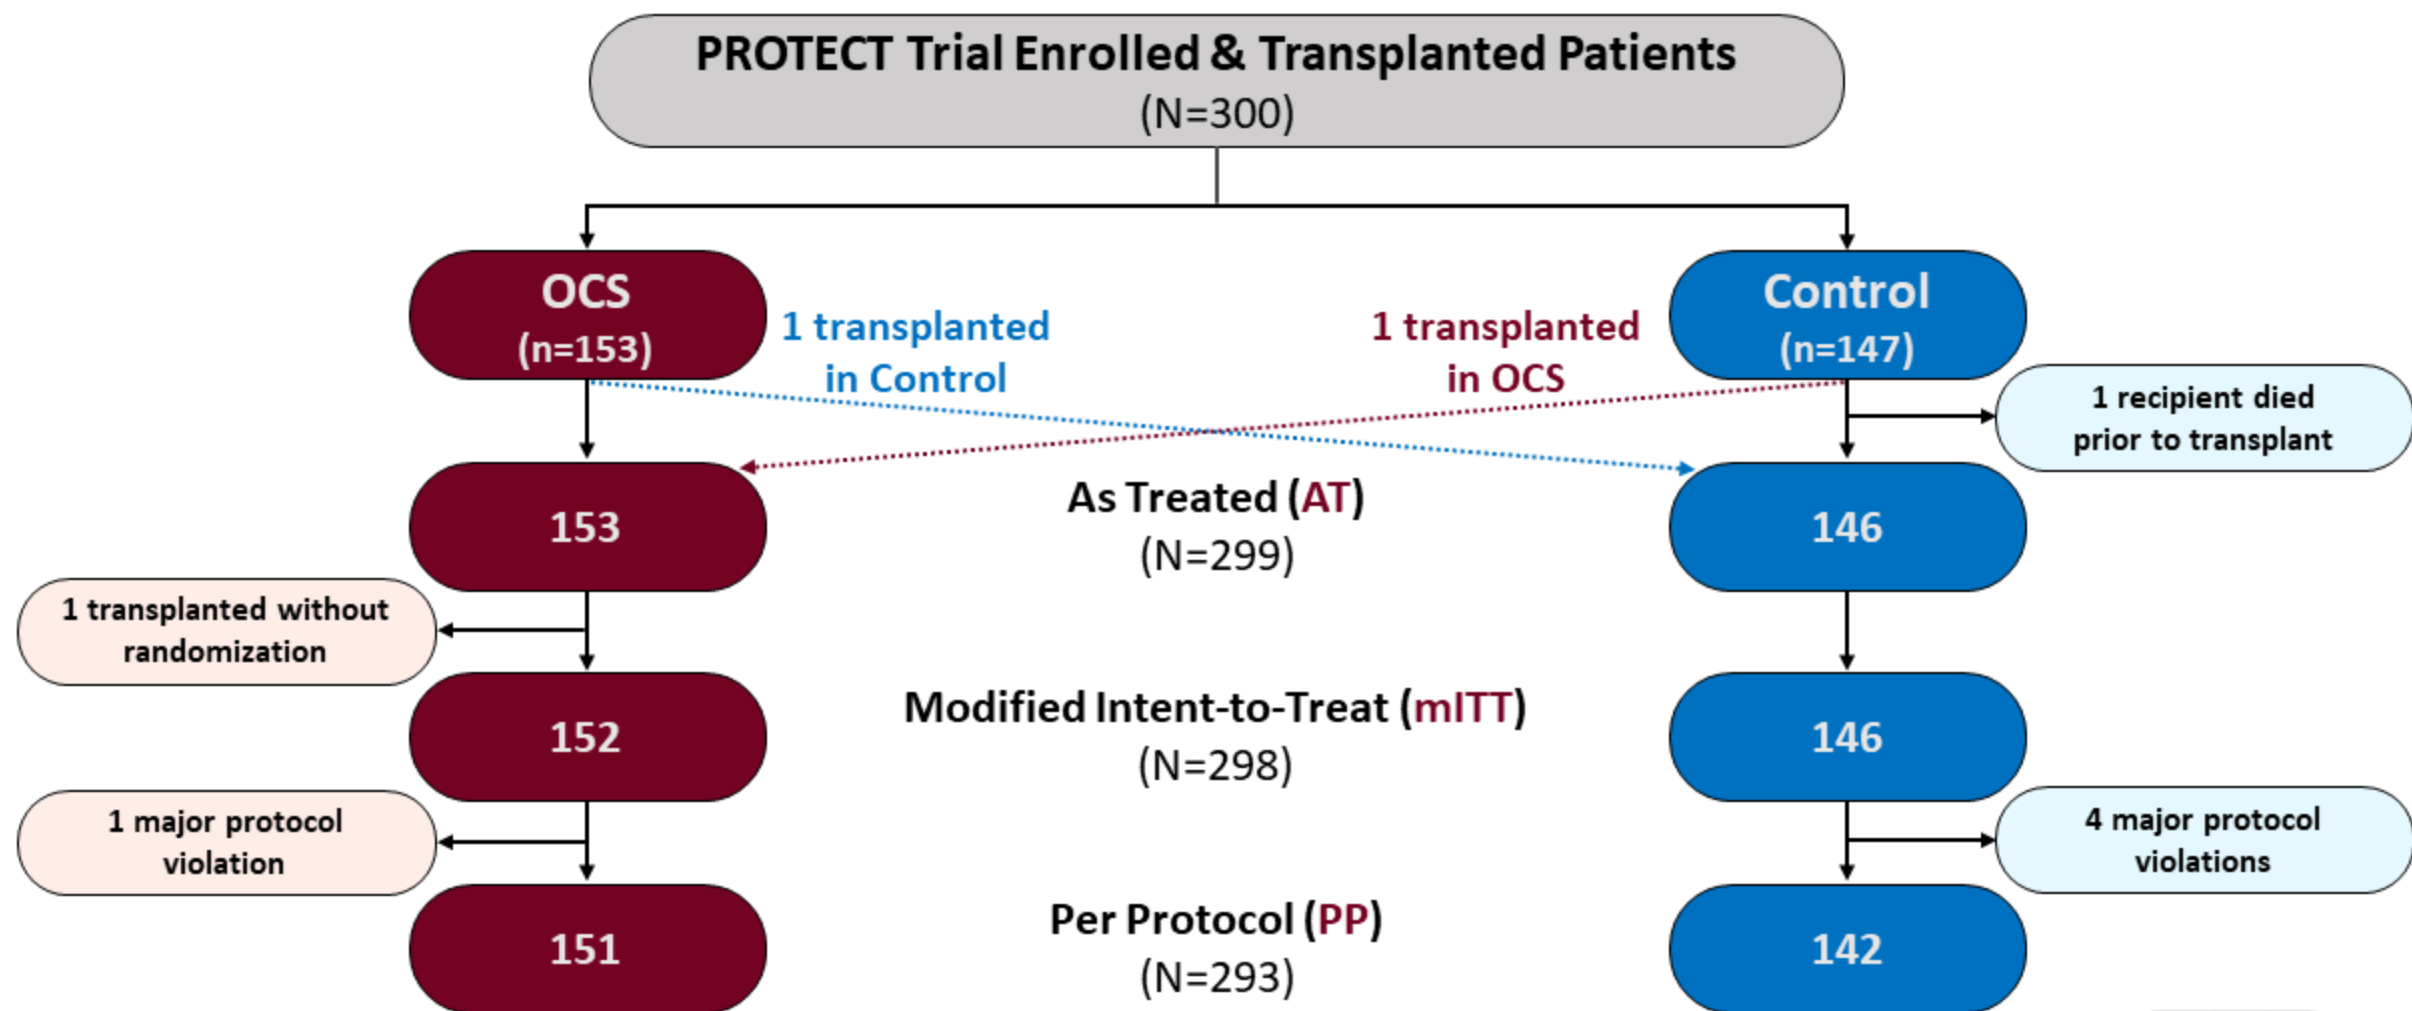 PROTECT Trial Enrolled & Transplanted Patients
(N=300)
OCS
(n=153)
Control
(n=147)
1 transplanted
in Control
1 transplanted
in OCS
1 recipient died
prior to transplant
153
As Treated (AT)
(N=299)
146
1 transplanted without
randomization
152
Modified Intent-to-Treat (mITT)
(N=298)
146
1 major protocol
violation
4 major protocol
violations
151
Per Protocol (PP)
(N=293)
142